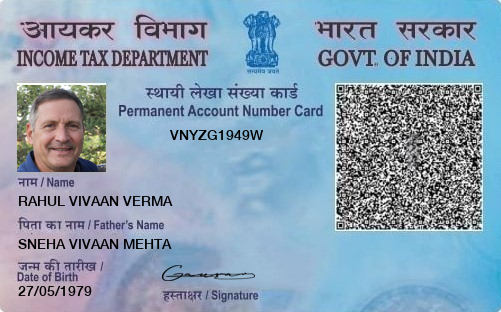 आयकर विभाग
INCOME TAX DEPARTMENT
भारत सरकार
GOVT. OF INDIA
सत्यमेव जयते
स्थायी लेखा संख्या कार्ड
Permanent Account Number Card
VNYZG1949W
नाम / Name
RAHUL VIVAAN VERMA
पिता का नाम / Father's Name
SNEHA VIVAAN MEHTA
जन्म की तारीख /
Date of Birth
27/05/1979
हस्ताक्षर / Signature